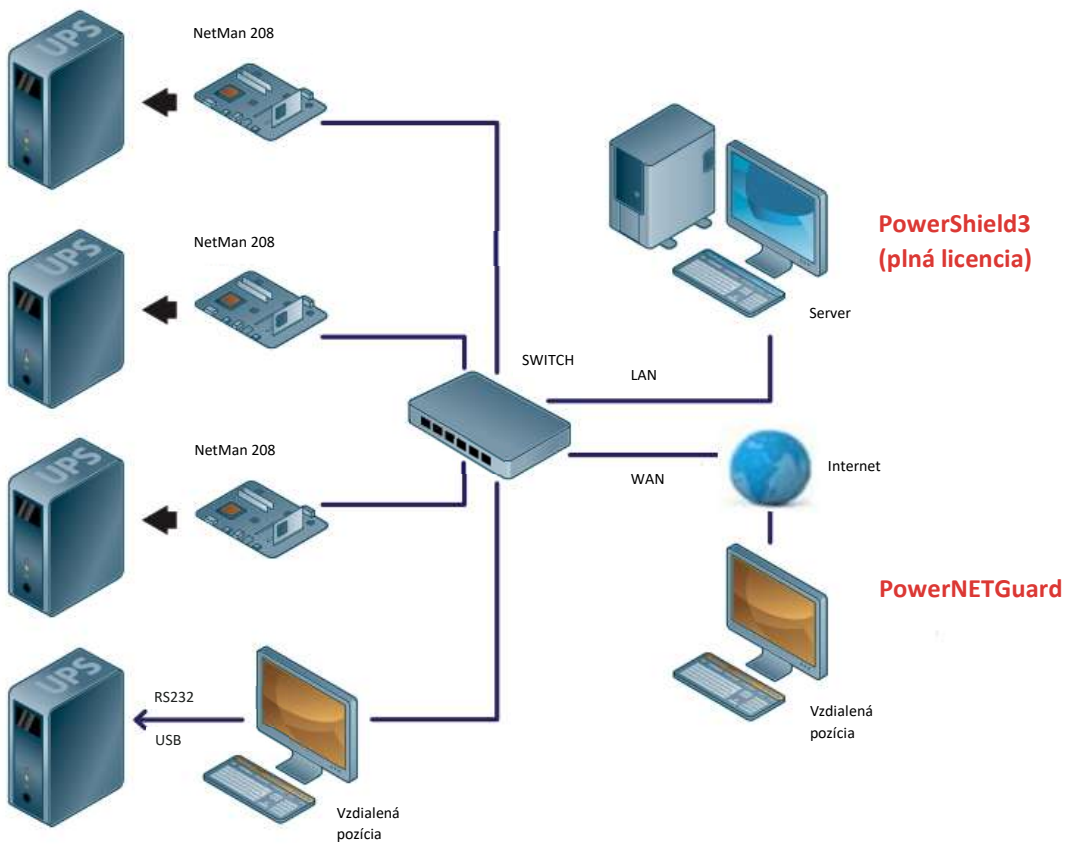 UPS
NetMan 208
UPS
NetMan 208
UPS
NetMan 208
UPS
RS232
USB
Vzdialená
pozícia
SWITCH
LAN
WAN
Server
PowerShield3
(plná licencia)
Internet
PowerNETGuard
Vzdialená
pozícia